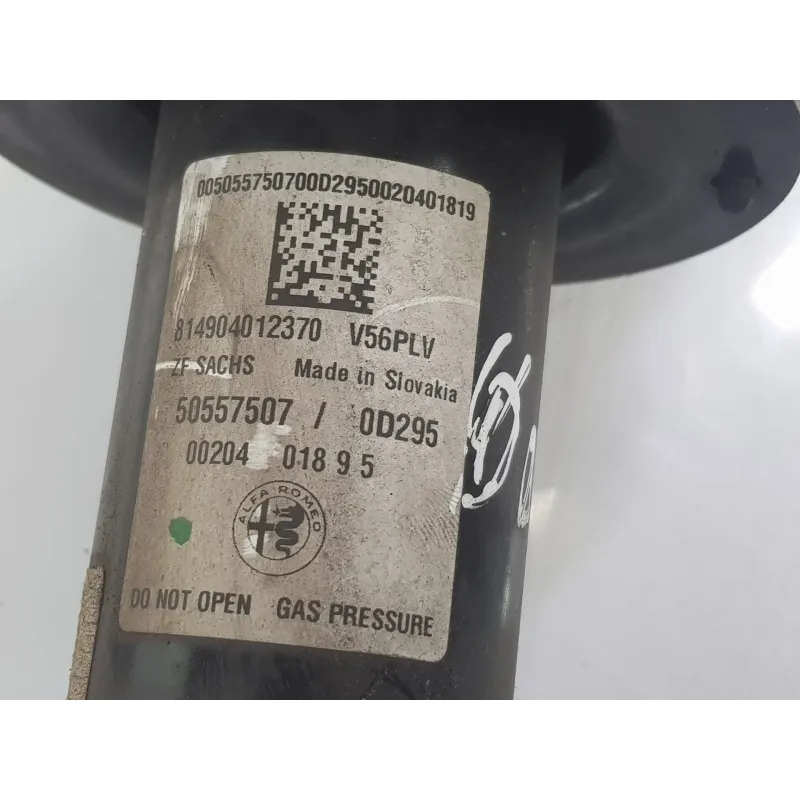 005055750700D2950020401819
814904012370 V56PLV
ZF SACHS Made in Slovakia
50557507 / 0D295
00204 018 9 5
ALFA ROMEO
DO NOT OPEN GAS PRESSURE